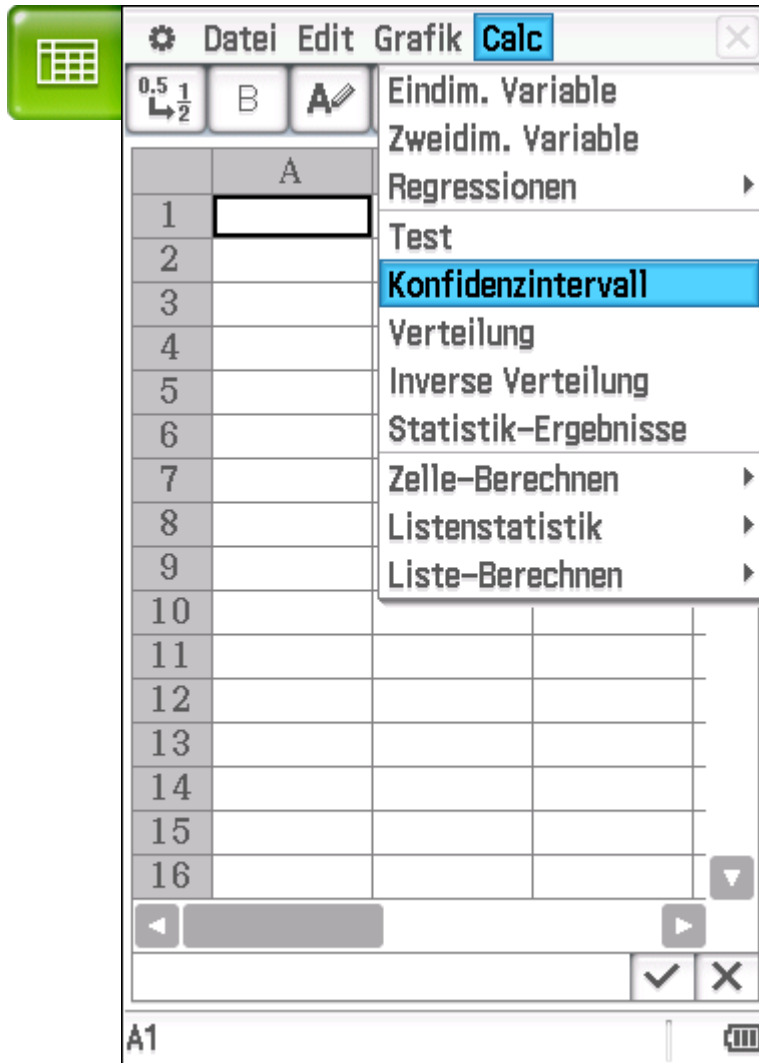 Datei Edit Grafik Calc
0.5 1/2 B A
Eindim. Variable
Zweidim. Variable
Regressionen
Test
Konfidenzintervall
Verteilung
Inverse Verteilung
Statistik-Ergebnisse
Zelle-Berechnen
Listenstatistik
Liste-Berechnen
A
1
2
3
4
5
6
7
8
9
10
11
12
13
14
15
16
A1